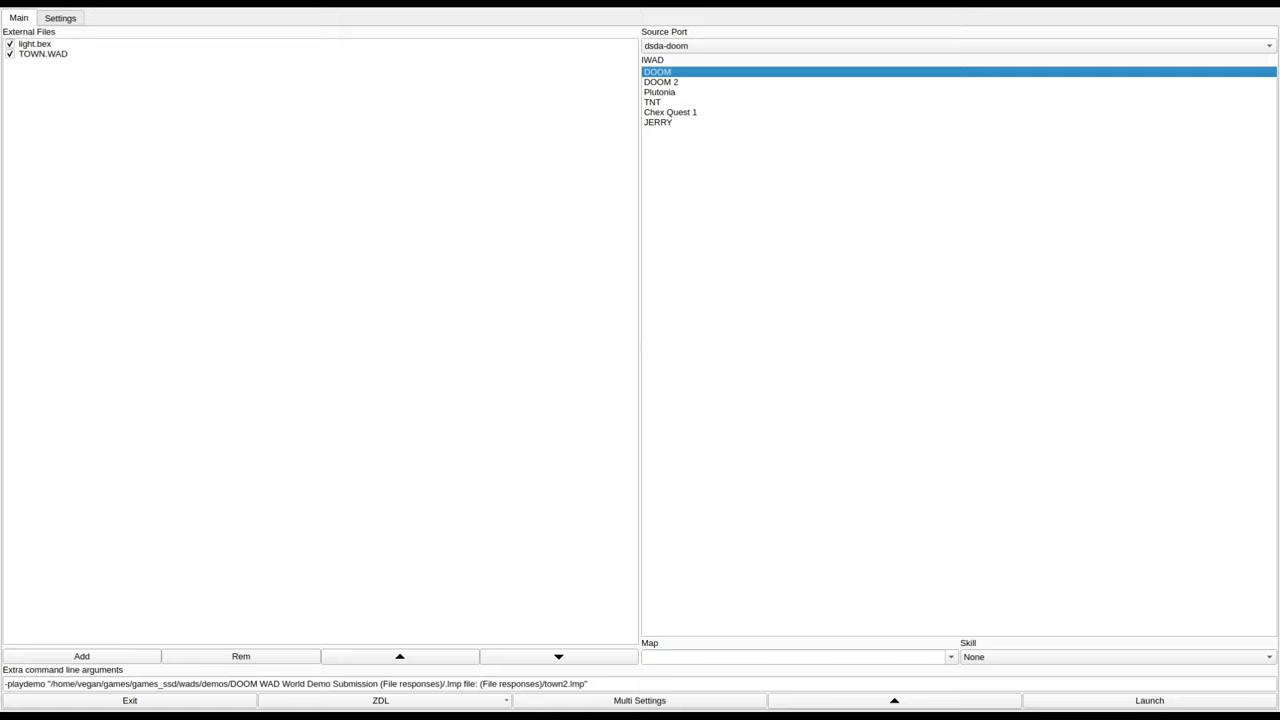 Main Settings
External Files
light.bex
TOWN.WAD
Source Port
dsda-doom
IWAD
DOOM
DOOM 2
Plutonia
TNT
Chex Quest 1
JERRY
Map Skill
None
Add Rem
Extra command line arguments
-playdemo "/home/vegan/games/games_ssd/wads/demos/DOOM WAD World Demo Submission (File responses)/.lmp file: (File responses)/town2.lmp"
Exit ZDL Multi Settings Launch